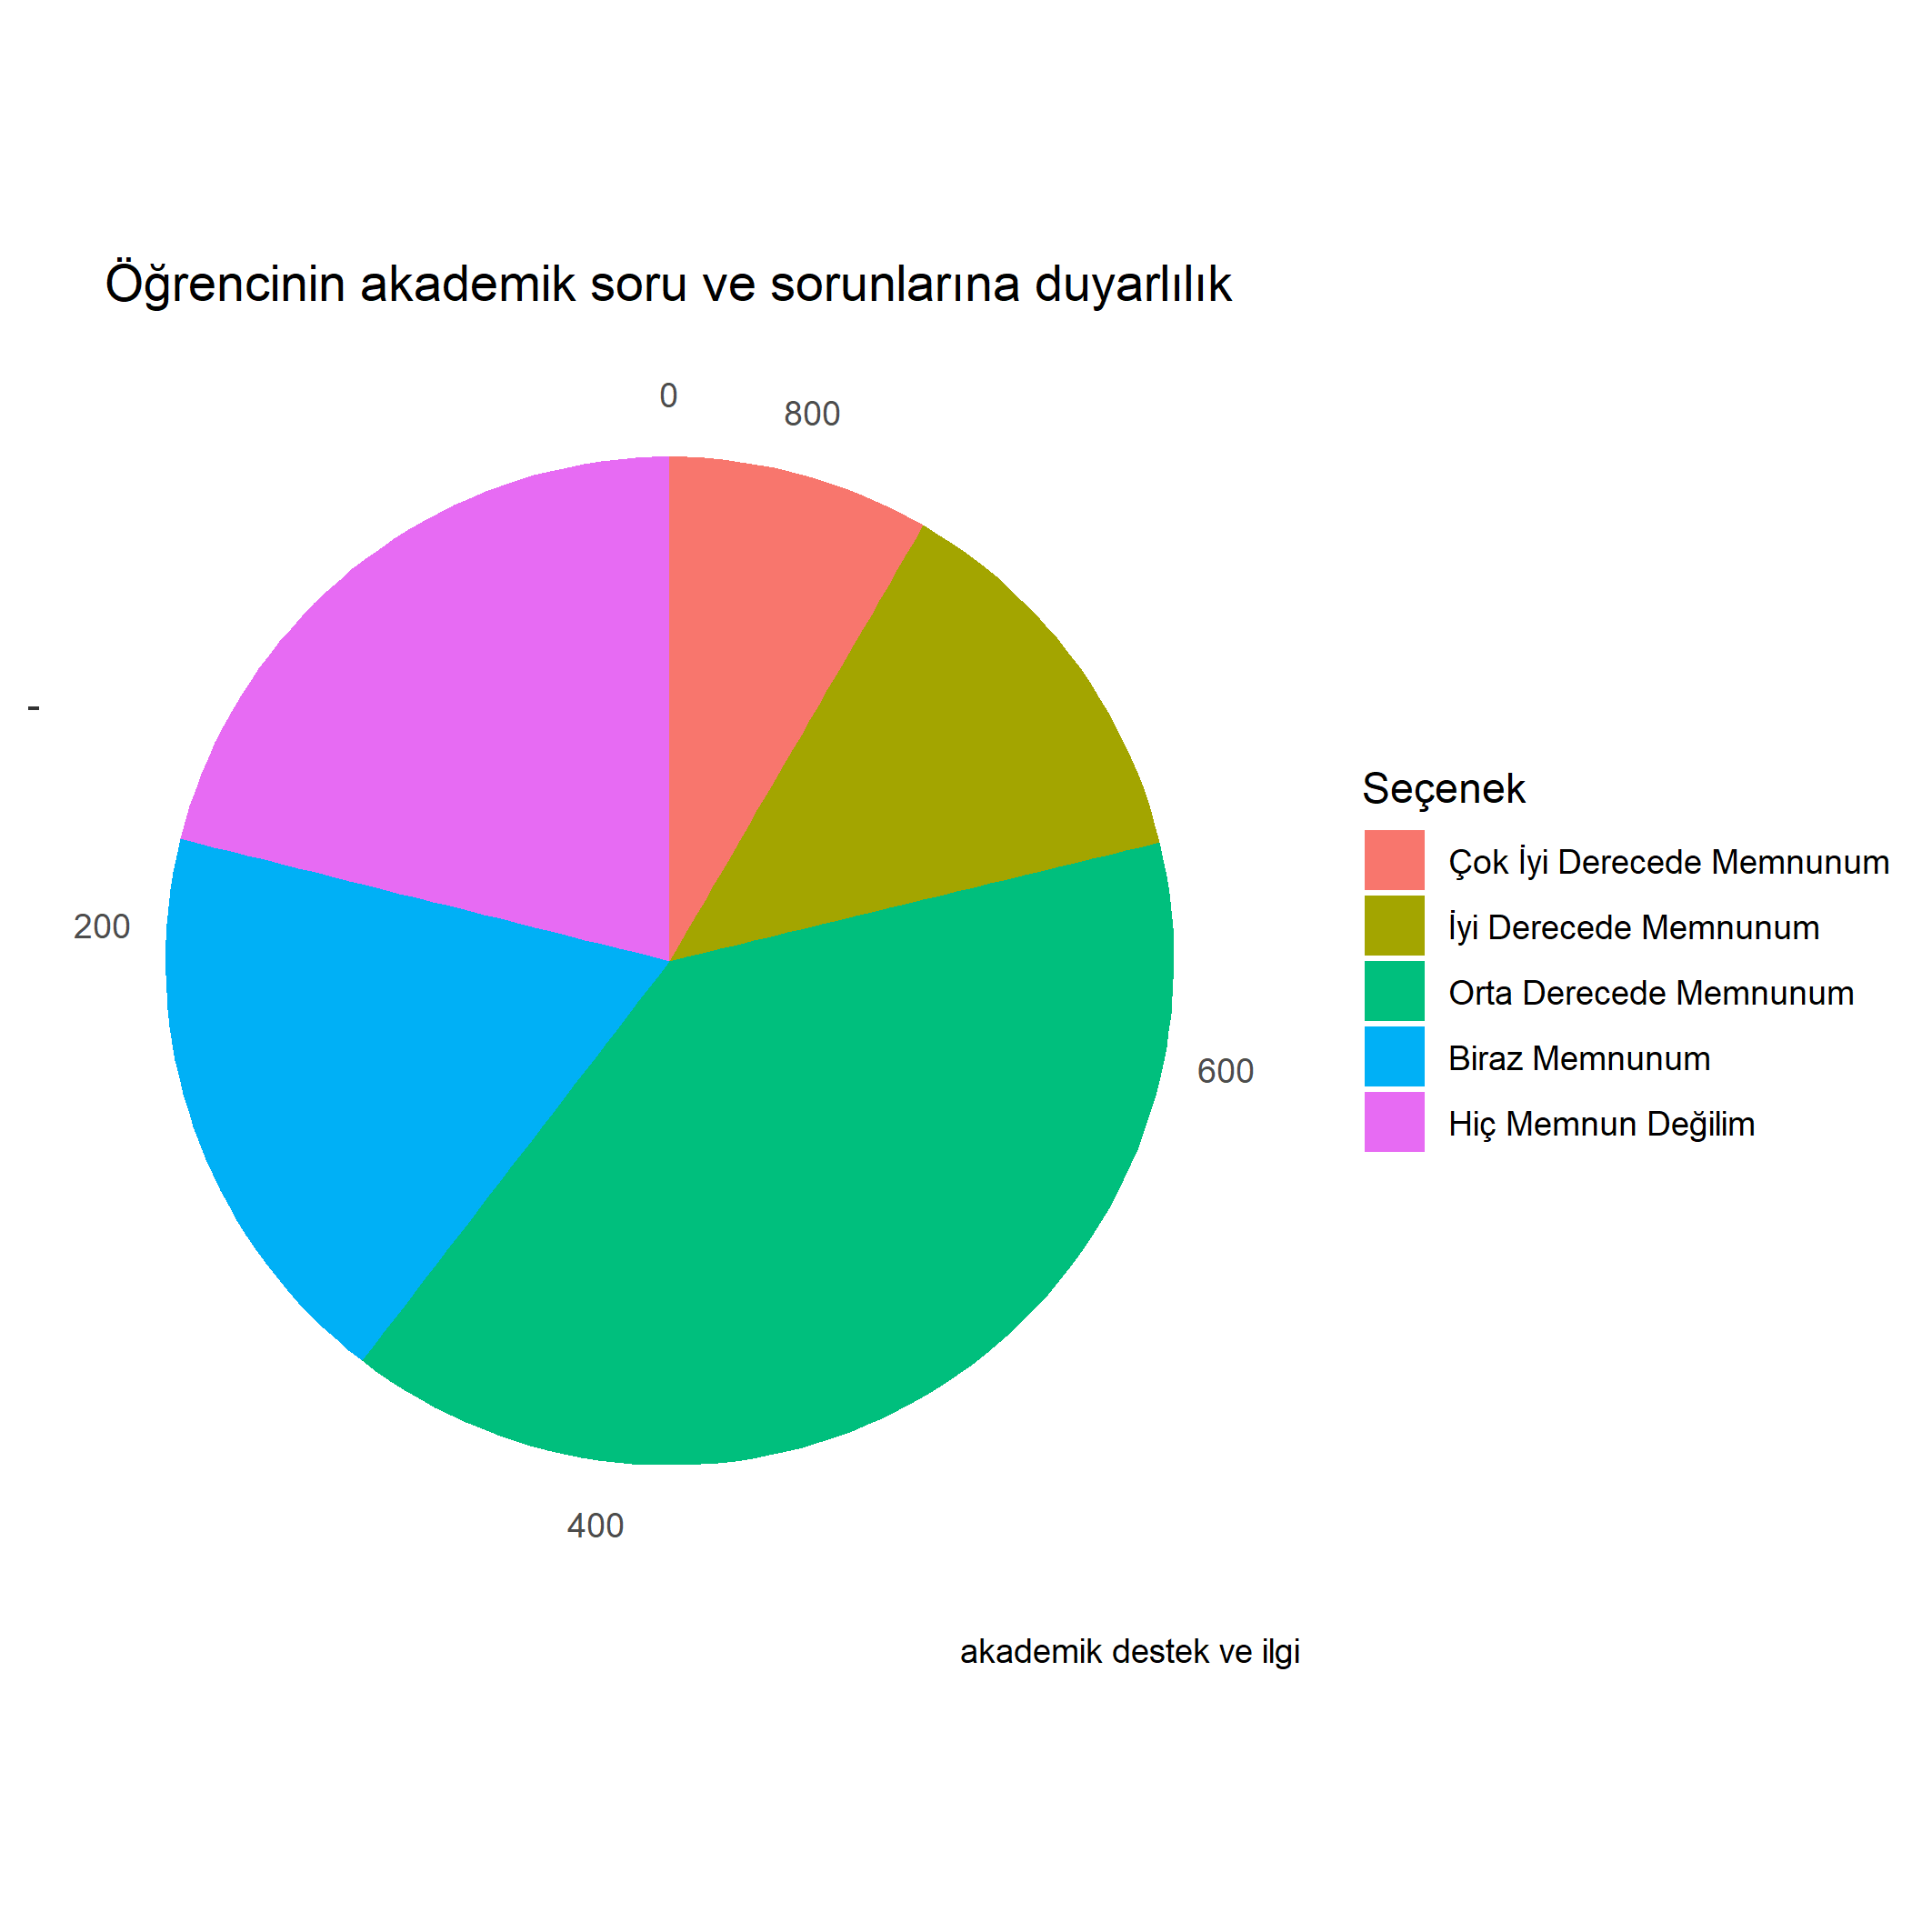 Öğrencinin akademik soru ve sorunlarına duyarlılık
0
800
-
200
600
400
Seçenek
Çok İyi Derecede Memnunum
İyi Derecede Memnunum
Orta Derecede Memnunum
Biraz Memnunum
Hiç Memnun Değilim
akademik destek ve ilgi